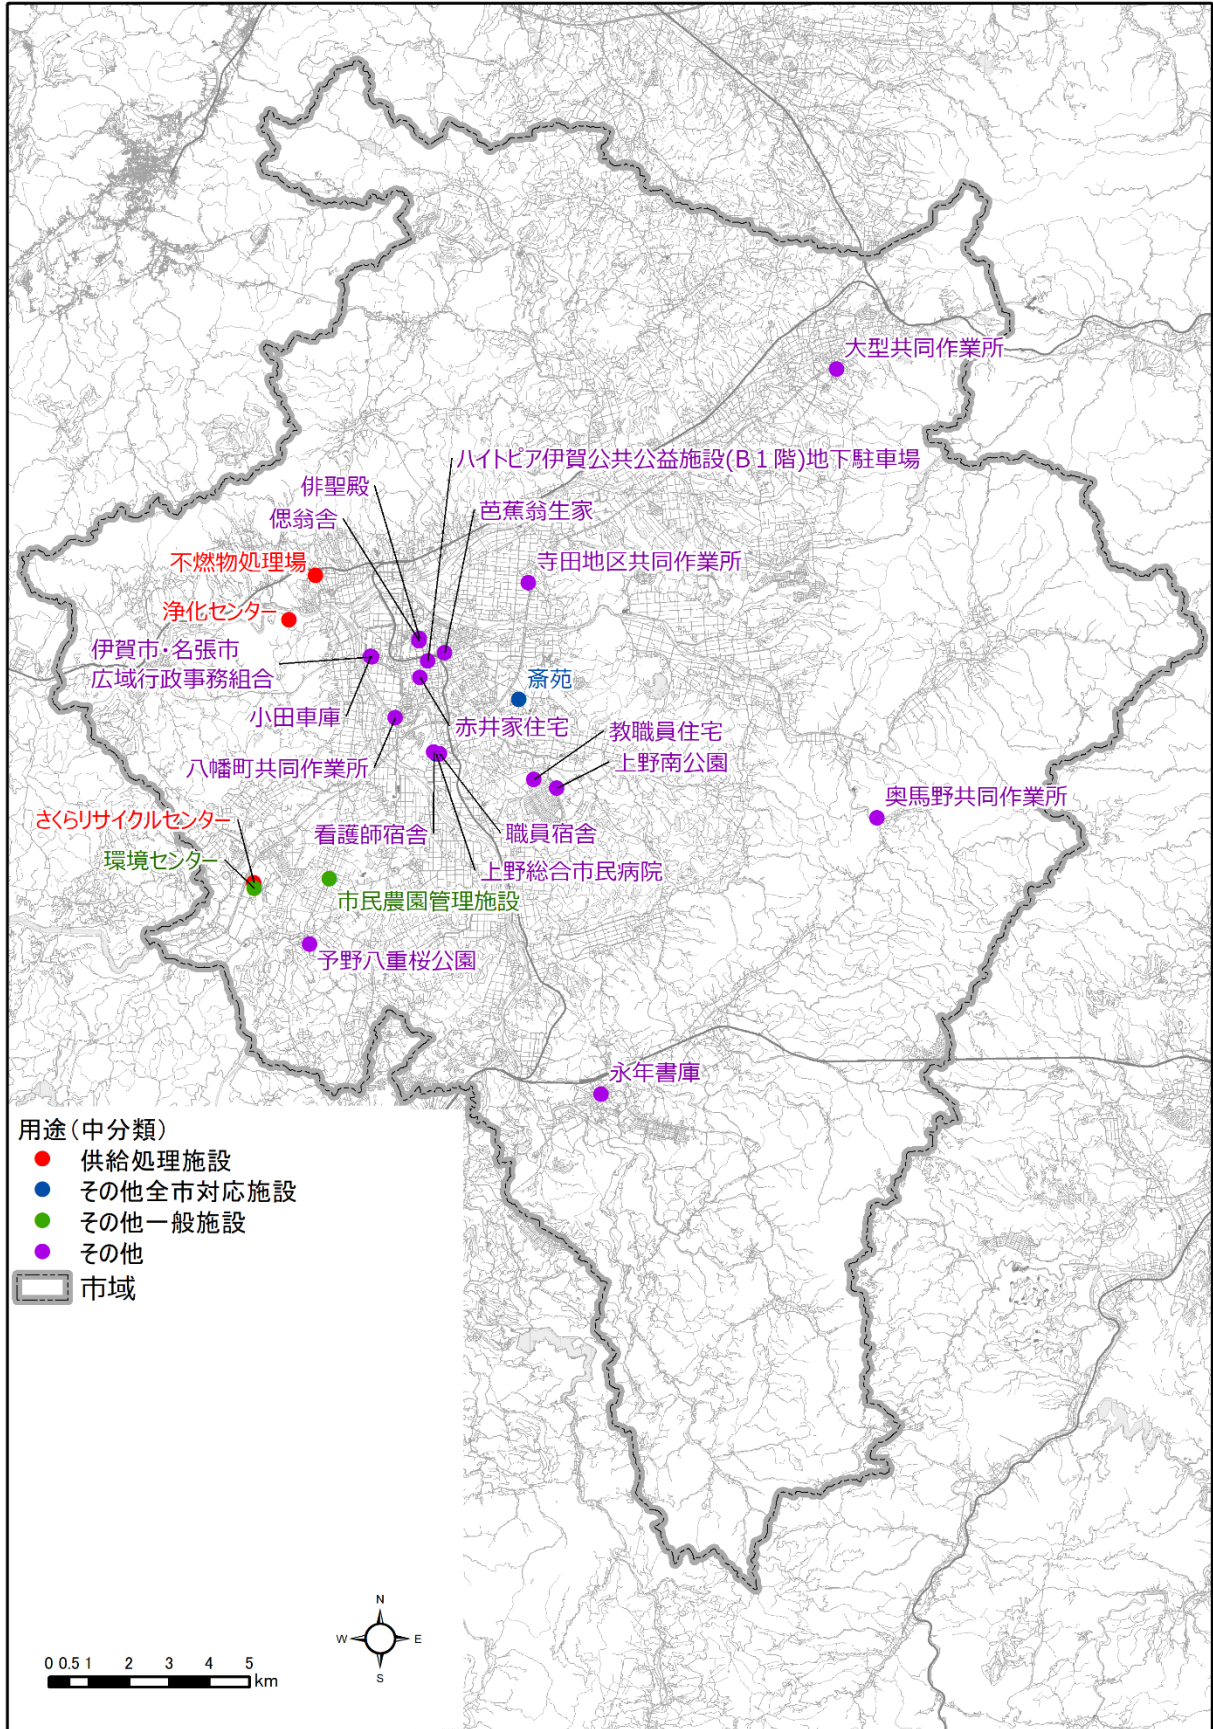 大型共同作業所
ハイトピア伊賀公共公益施設(B１階)地下駐車場
俳聖殿
偲翁舎
芭蕉翁生家
不燃物処理場
寺田地区共同作業所
浄化センター
伊賀市・名張市
広域行政事務組合
斎苑
小田車庫
赤井家住宅
教職員住宅
八幡町共同作業所
上野南公園
奥馬野共同作業所
さくらリサイクルセンター
看護師宿舎
職員宿舎
環境センター
上野総合市民病院
市民農園管理施設
予野八重桜公園
永年書庫
用途（中分類）
供給処理施設
その他全市対応施設
その他一般施設
その他
市域
N
W
E
S
0 0.5 1 2 3 4 5
km